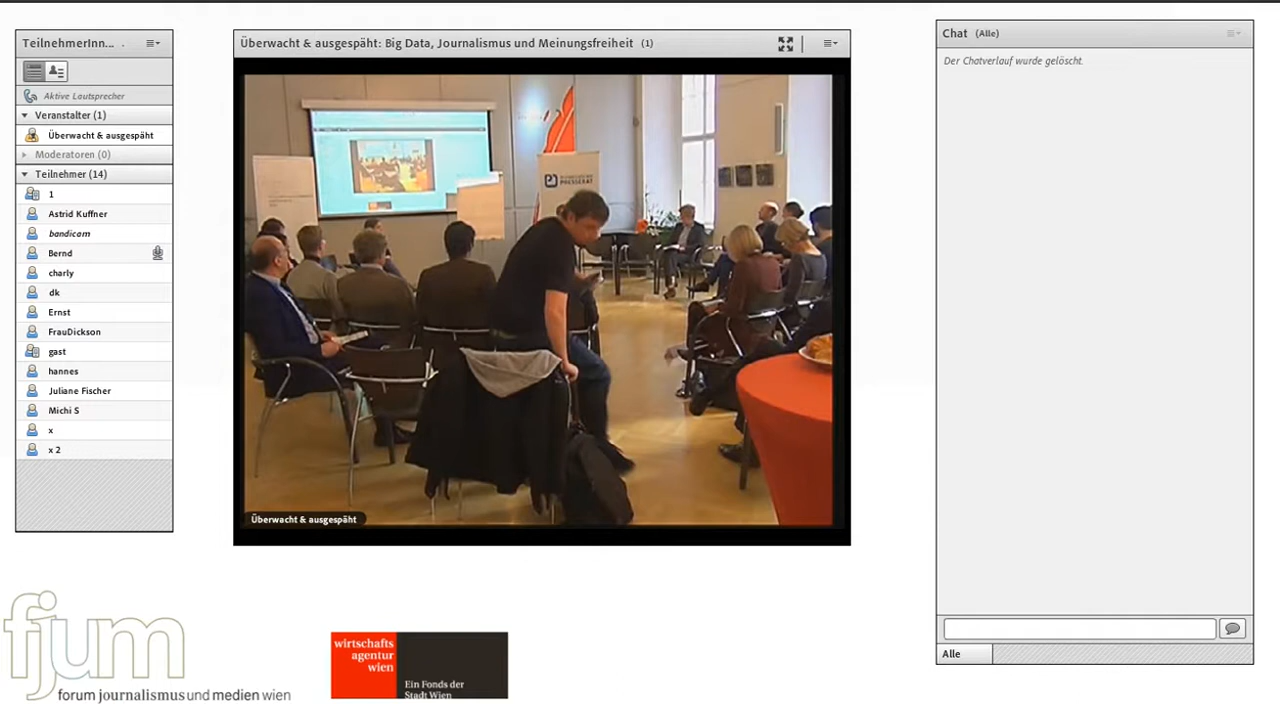 TeilnehmerInn...
Aktive Lautsprecher
Veranstalter (1)
Überwacht & ausgespäht
Moderatoren (0)
Teilnehmer (14)
1
Astrid Kuffner
bandicam
Bernd
charly
dk
Ernst
FrauDickson
gast
hannes
Juliane Fischer
Michi S
x
x 2
Überwacht & ausgespäht: Big Data, Journalismus und Meinungsfreiheit (1)
PRESSERAT
Überwacht & ausgespäht
Chat (Alle)
Der Chatverlauf wurde gelöscht.
Alle
fjum
forum journalismus und medien wien
wirtschafts
agentur
wien
Ein Fonds der
Stadt Wien